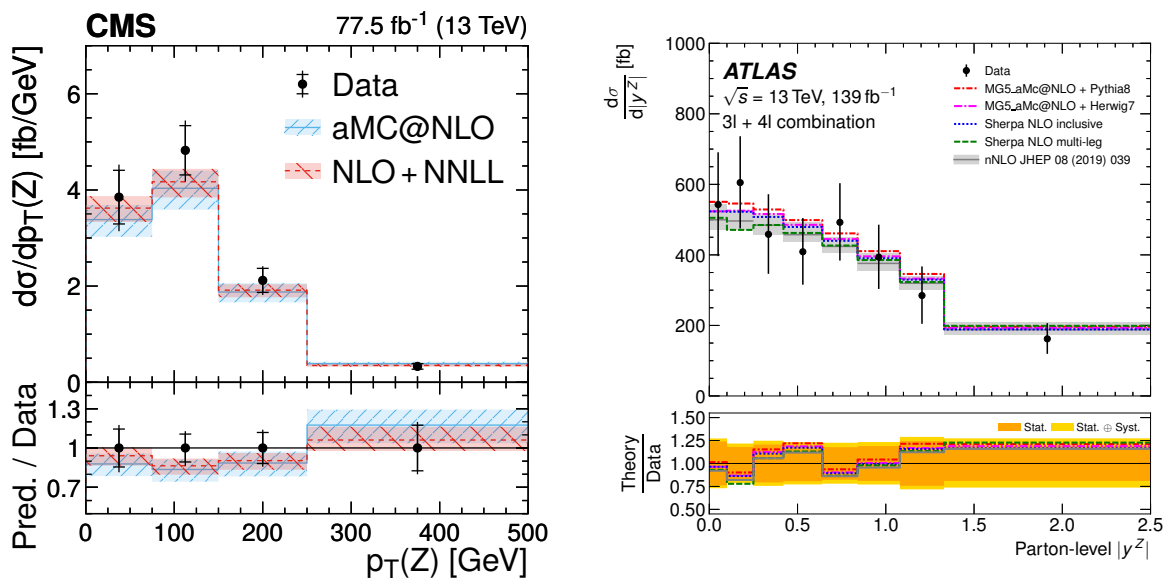 CMS 77.5 fb⁻¹ (13 TeV)
dσ/dp_T(Z) [fb/GeV]
6
4
2
0
Data
aMC@NLO
NLO + NNLL
Pred. / Data
1.3
1
0.7
0 100 200 300 400 500
p_T(Z) [GeV]
dσ/d|y^Z| [fb]
1000
800
600
400
200
0
ATLAS
√s = 13 TeV, 139 fb⁻¹
3l + 4l combination
Data
MG5_aMc@NLO + Pythia8
MG5_aMc@NLO + Herwig7
Sherpa NLO inclusive
Sherpa NLO multi-leg
nNLO JHEP 08 (2019) 039
Theory
Data
1.50
1.25
1.00
0.75
0.50
Stat. Stat. ⊕ Syst.
0.0 0.5 1.0 1.5 2.0 2.5
Parton-level |y^Z|